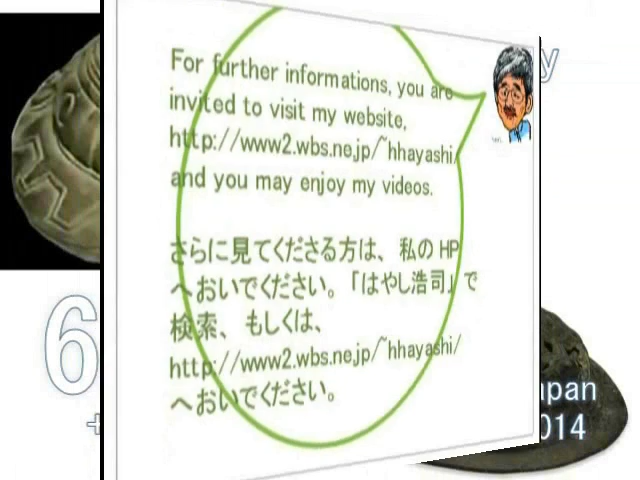 For further informations, you are
invited to visit my website,
http://www2.wbs.ne.jp/~hhayashi/
and you may enjoy my videos.
さらに見てくださる方は、私のHP
へおいでください。「はやし浩司」で
検索、もしくは、
http://www2.wbs.ne.jp/~hhayashi/
へおいでください。
y
6
+
apan
014